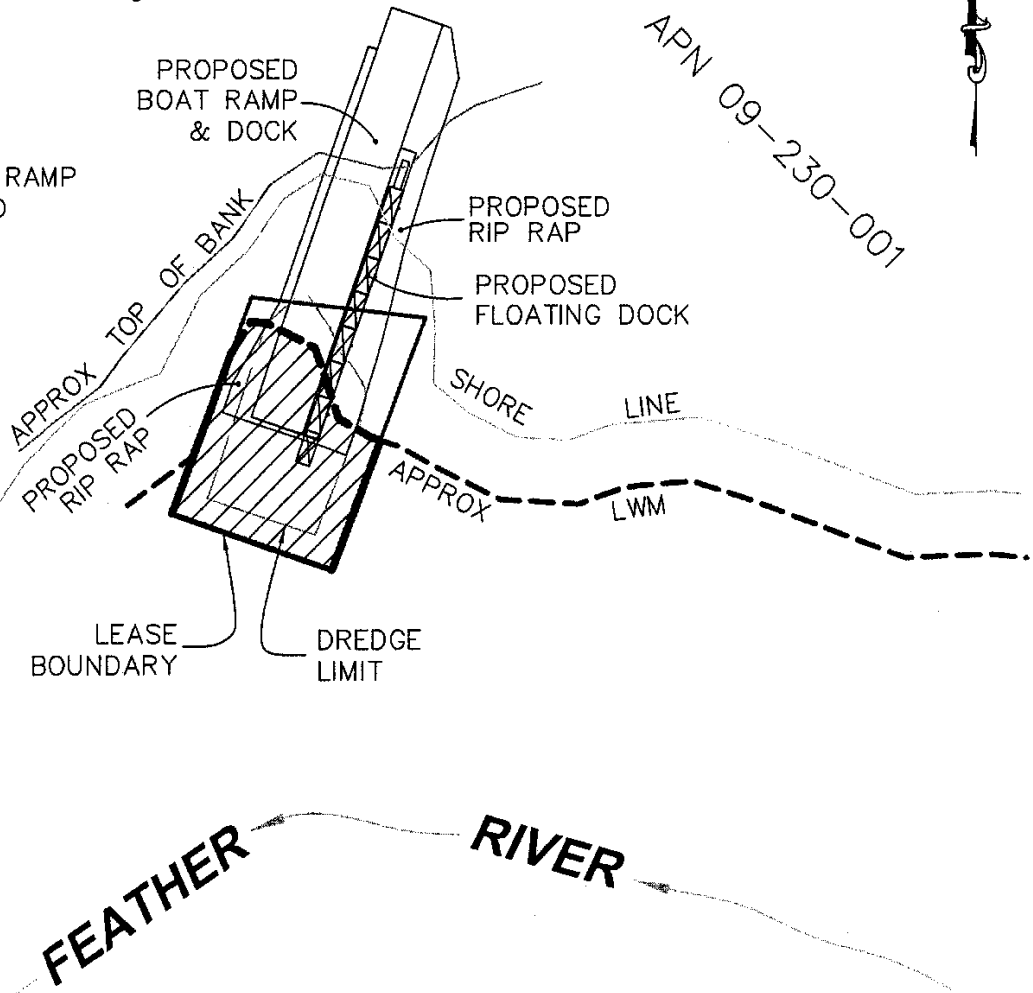 PROPOSED
BOAT RAMP
& DOCK
APN 09-230-001
RAMP
PROPOSED
RIP RAP
APPROX TOP OF BANK
PROPOSED
FLOATING DOCK
SHORE LINE
PROPOSED
RIP RAP
APPROX LWM
LEASE
BOUNDARY
DREDGE
LIMIT
FEATHER RIVER